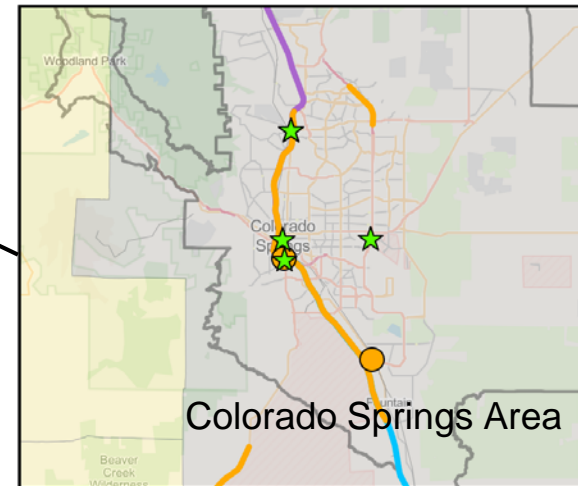 Woodland Park
Colorado
Springs
Fountain
Colorado Springs Area
Beaver
Creek
Wilderness